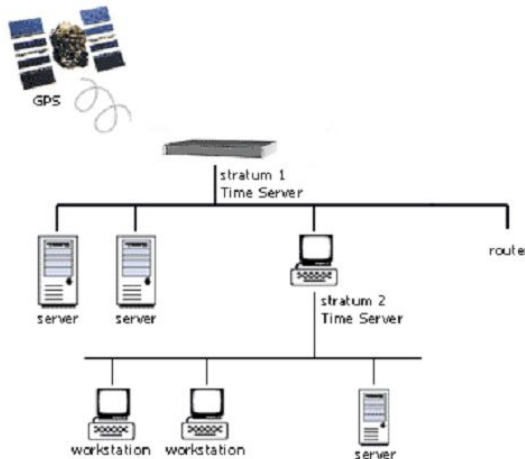 GPS
stratum 1
Time Server
route
server
server
stratum 2
Time Server
workstation
workstation
server